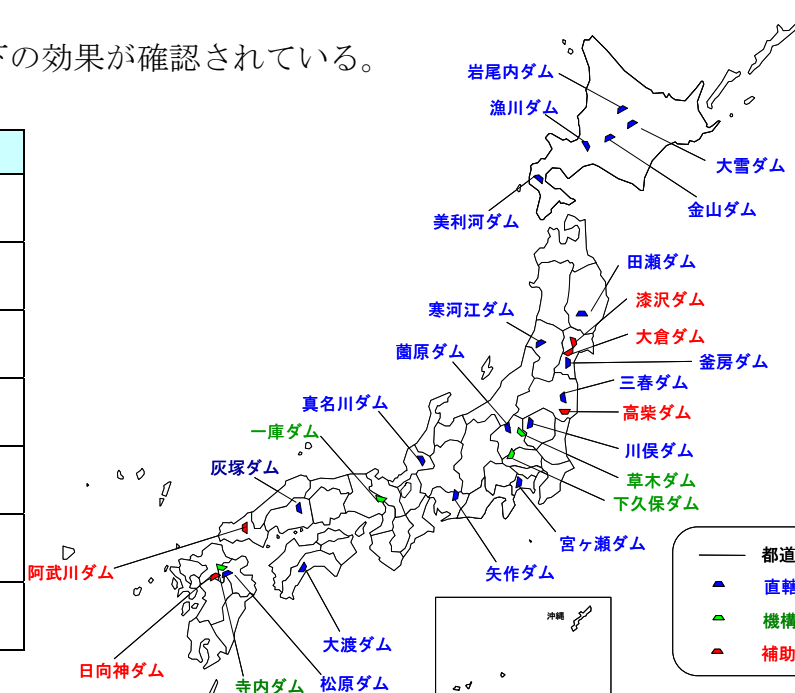 下の効果が確認されている。
岩尾内ダム
漁川ダム
大雪ダム
金山ダム
美利河ダム
田瀬ダム
漆沢ダム
寒河江ダム
大倉ダム
薗原ダム
釜房ダム
三春ダム
真名川ダム
高柴ダム
一庫ダム
川俣ダム
灰塚ダム
草木ダム
下久保ダム
宮ヶ瀬ダム
矢作ダム
阿武川ダム
大渡ダム
日向神ダム
寺内ダム
松原ダム
沖縄
都道
直轄
機構
補助